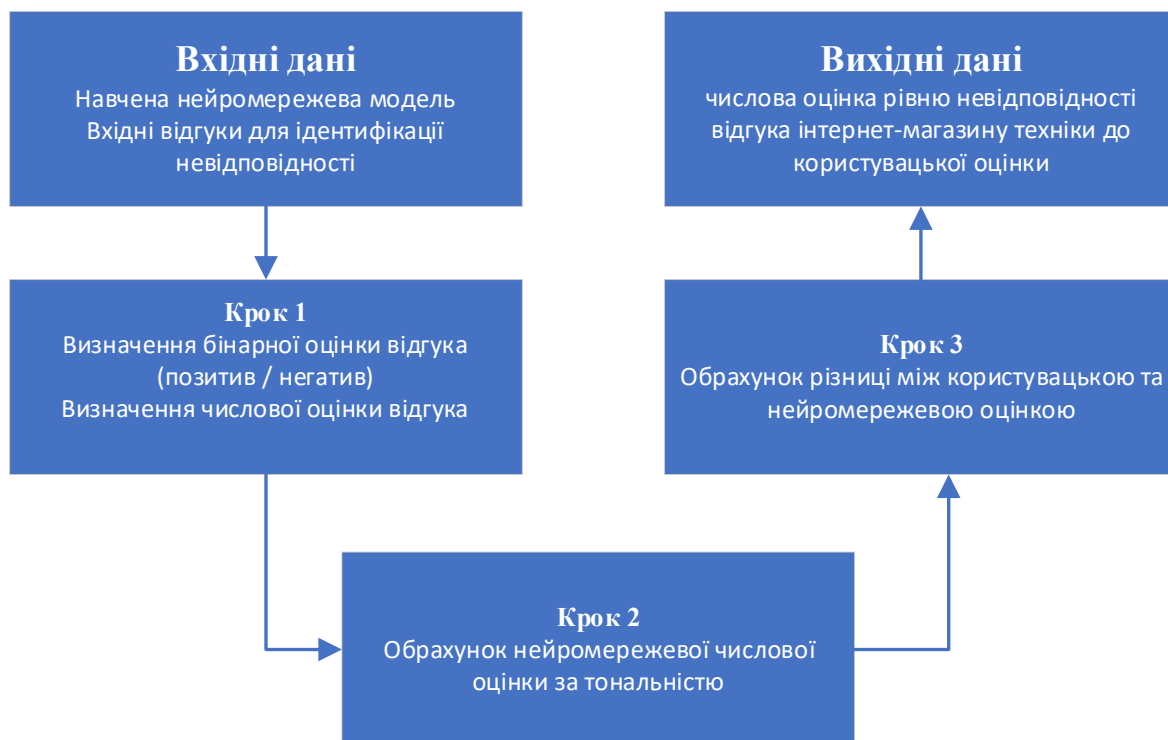 Вхідні дані
Навчена нейромережева модель
Вхідні відгуки для ідентифікації
невідповідності
Крок 1
Визначення бінарної оцінки відгука
(позитив / негатив)
Визначення числової оцінки відгука
Крок 2
Обрахунок нейромережевої числової
оцінки за тональністю
Крок 3
Обрахунок різниці між користувацькою та
нейромережевою оцінкою
Вихідні дані
числова оцінка рівню невідповідності
відгука інтернет-магазину техніки до
користувацької оцінки